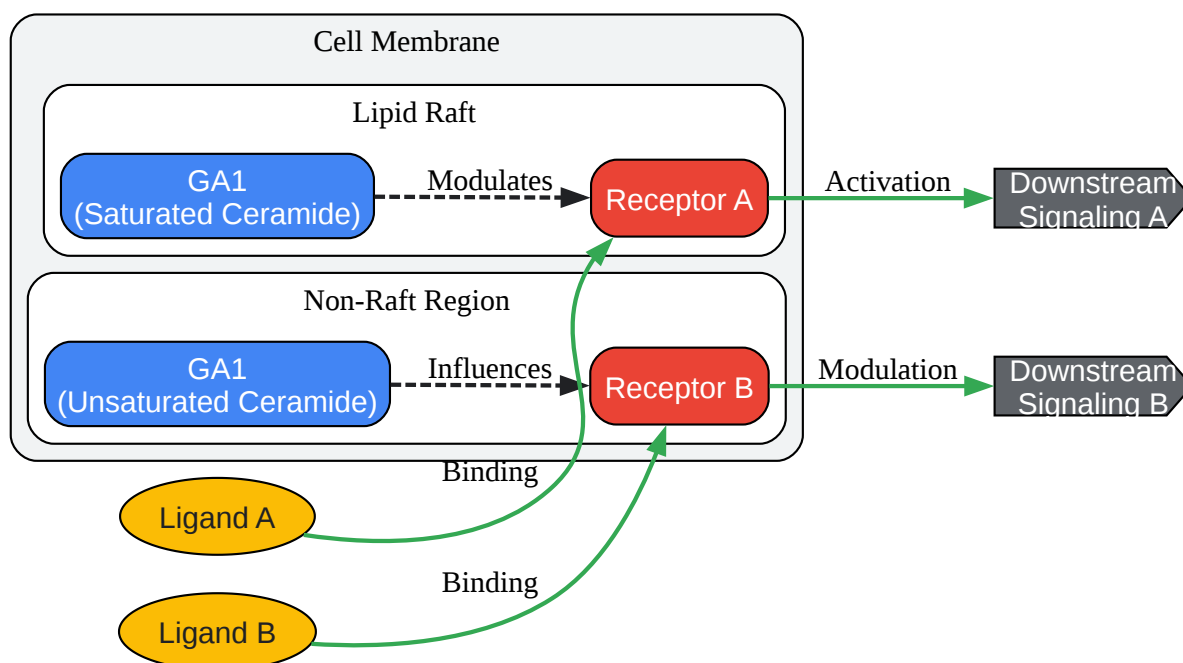 Cell Membrane
Lipid Raft
GA1
(Saturated Ceramide)
Modulates
Receptor A
Activation
Downstream
Signaling A
Non-Raft Region
GA1
(Unsaturated Ceramide)
Influences
Receptor B
Modulation
Downstream
Signaling B
Binding
Ligand A
Binding
Ligand B